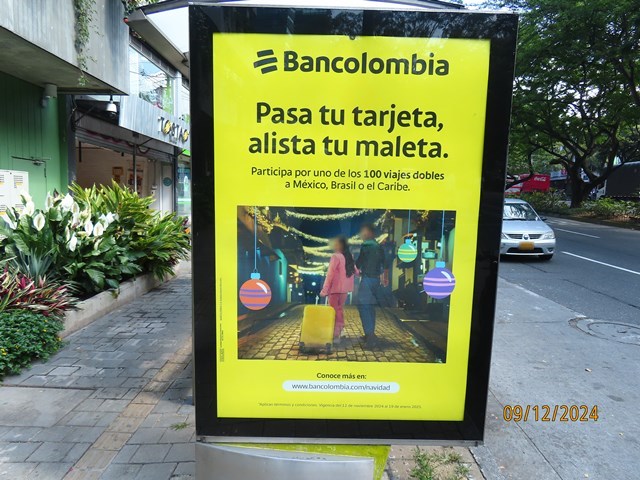 Bancolombia
Pasa tu tarjeta,
alista tu maleta.
Participa por uno de los 100 viajes dobles
a México, Brasil o el Caribe.
Conoce más en:
www.bancolombia.com/navidad
09/12/2024